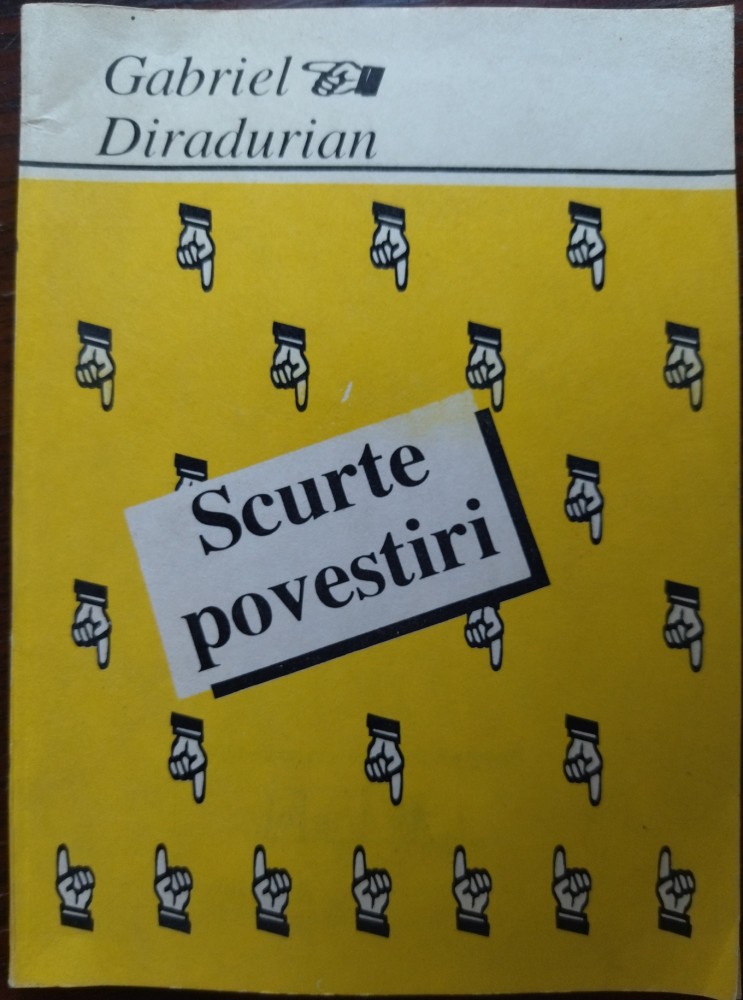 Gabriel
Diradurian
Scurte
povestiri